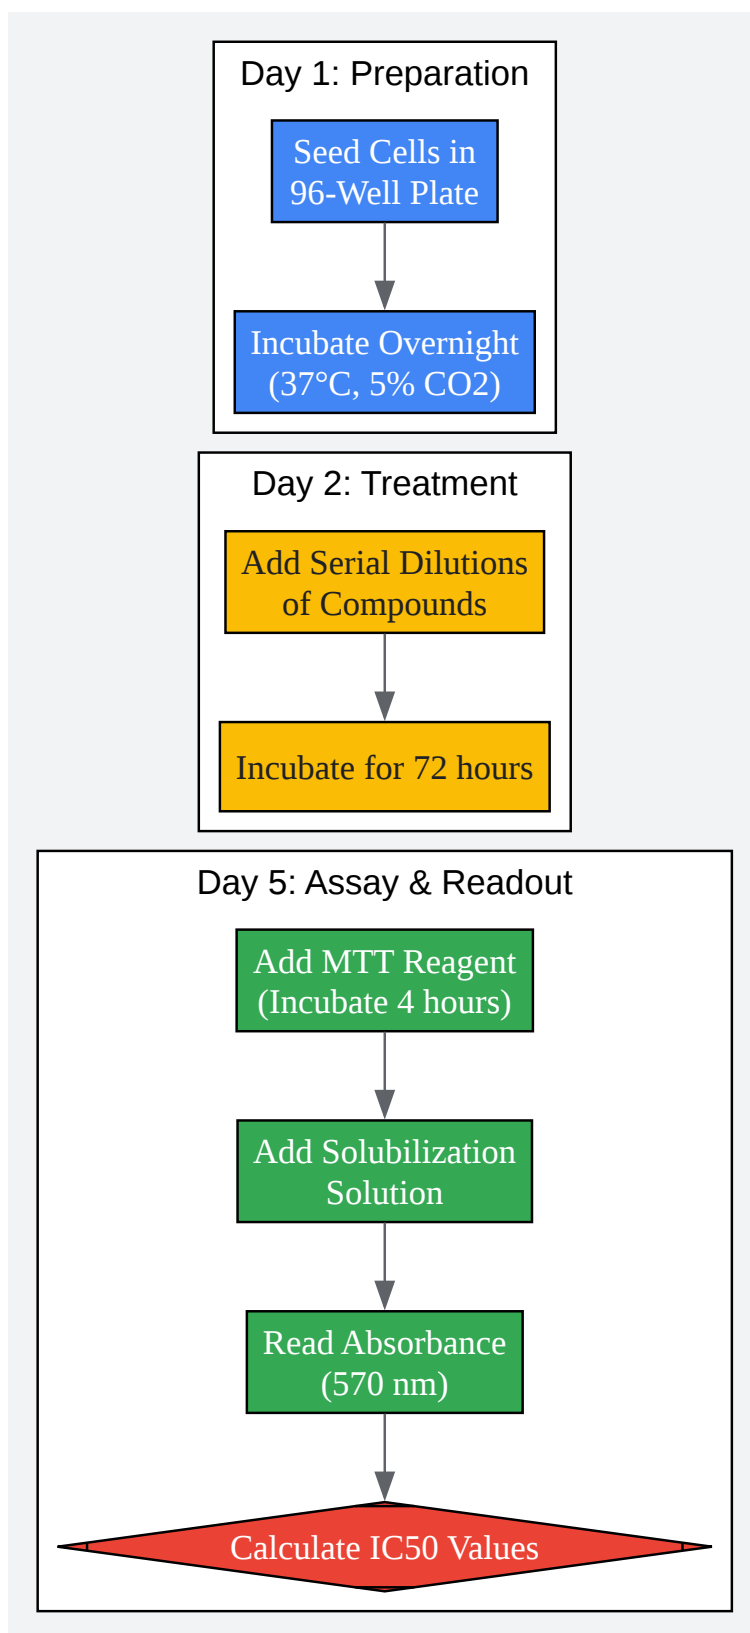 Day 1: Preparation
Seed Cells in
96-Well Plate
Incubate Overnight
(37°C, 5% CO2)
Day 2: Treatment
Add Serial Dilutions
of Compounds
Incubate for 72 hours
Day 5: Assay & Readout
Add MTT Reagent
(Incubate 4 hours)
Add Solubilization
Solution
Read Absorbance
(570 nm)
Calculate IC50 Values